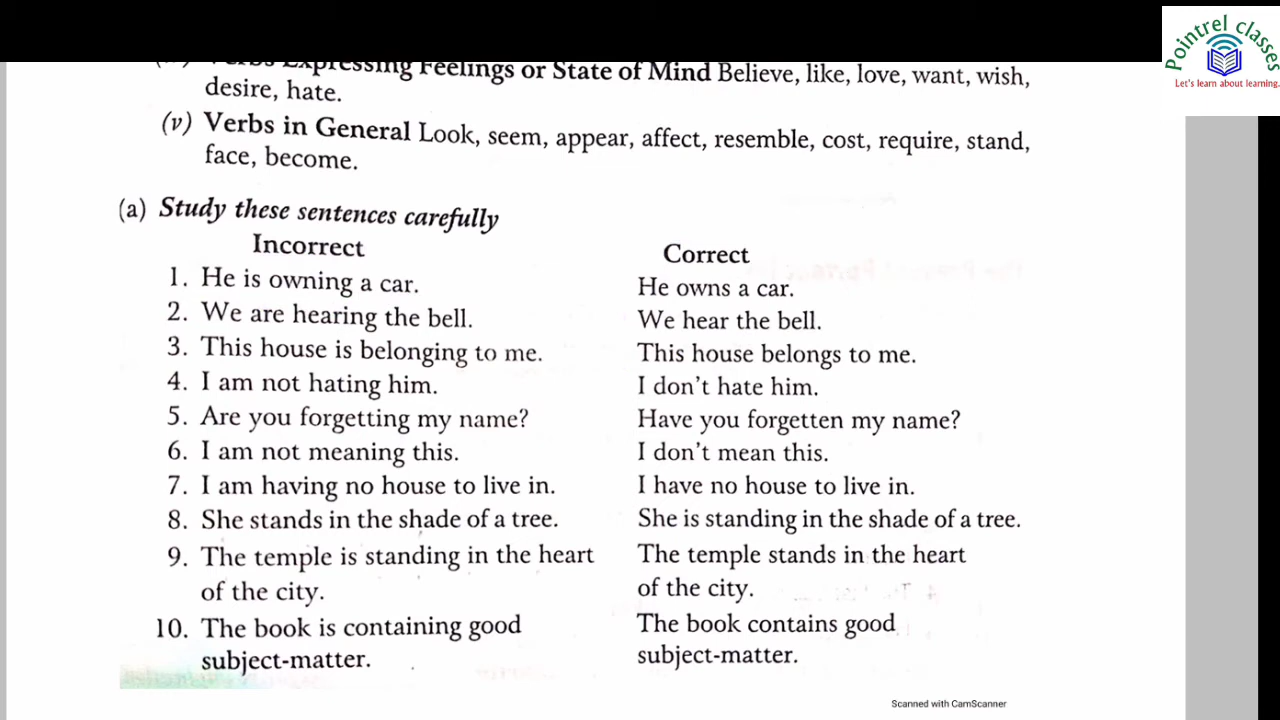 Pointrel classes
Let's learn about learning.
Verbs Expressing Feelings or State of Mind Believe, like, love, want, wish,
desire, hate.
(v) Verbs in General Look, seem, appear, affect, resemble, cost, require, stand,
face, become.
(a) Study these sentences carefully
Incorrect Correct
1. He is owning a car. He owns a car.
2. We are hearing the bell. We hear the bell.
3. This house is belonging to me. This house belongs to me.
4. I am not hating him. I don't hate him.
5. Are you forgetting my name? Have you forgetten my name?
6. I am not meaning this. I don't mean this.
7. I am having no house to live in. I have no house to live in.
8. She stands in the shade of a tree. She is standing in the shade of a tree.
9. The temple is standing in the heart The temple stands in the heart
of the city. of the city.
10. The book is containing good The book contains good
subject-matter. subject-matter.
Scanned with CamScanner